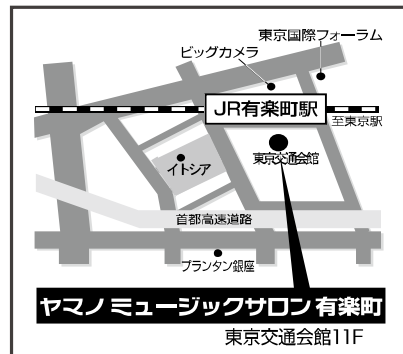 東京国際フォーラム
ビッグカメラ
JR有楽町駅
至東京駅
東京交通会館
イトシア
首都高速道路
プランタン銀座
ヤマノミュージックサロン有楽町
東京交通会館11F